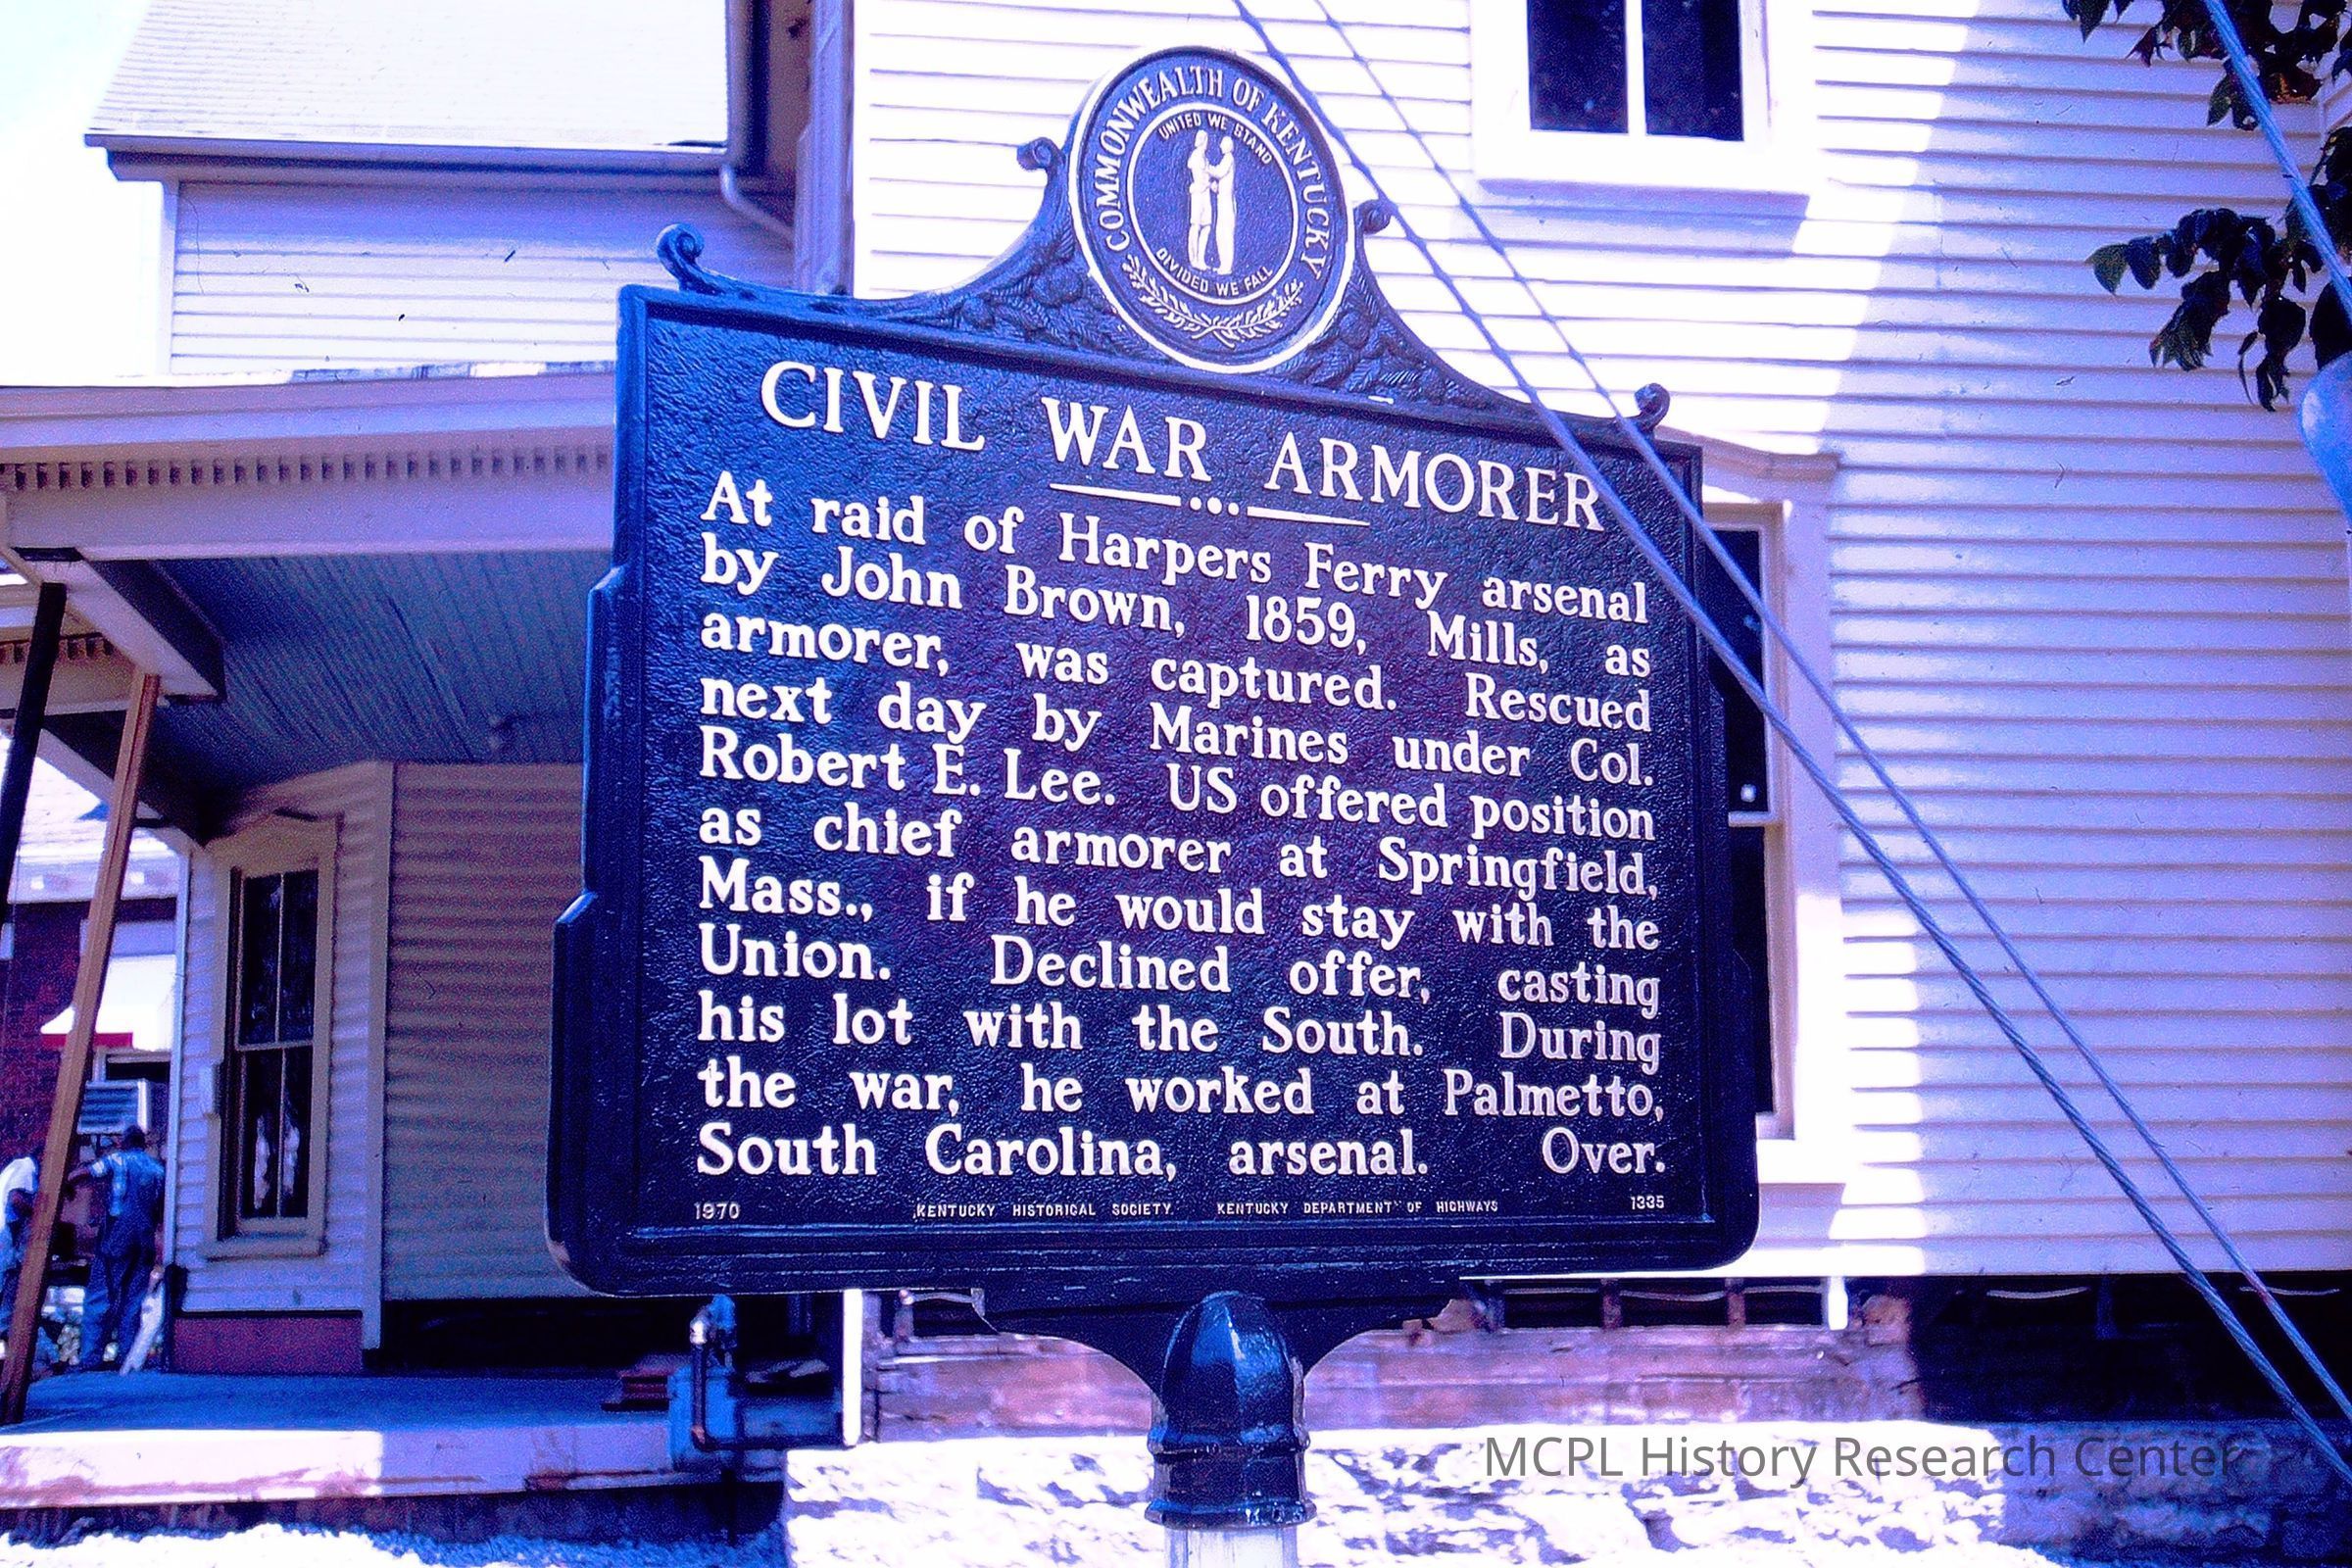 COMMONWEALTH OF KENTUCKY
UNITED WE STAND
DIVIDED WE FALL
CIVIL WAR ARMORER
At raid of Harpers Ferry arsenal
by John Brown, 1859, Mills, as
armorer, was captured. Rescued
next day by Marines under Col.
Robert E. Lee. US offered position
as chief armorer at Springfield,
Mass., if he would stay with the
Union. Declined offer, casting
his lot with the South. During
the war, he worked at Palmetto,
South Carolina, arsenal. Over.
1970 KENTUCKY HISTORICAL SOCIETY KENTUCKY DEPARTMENT OF HIGHWAYS 1335
MCPL History Research Center